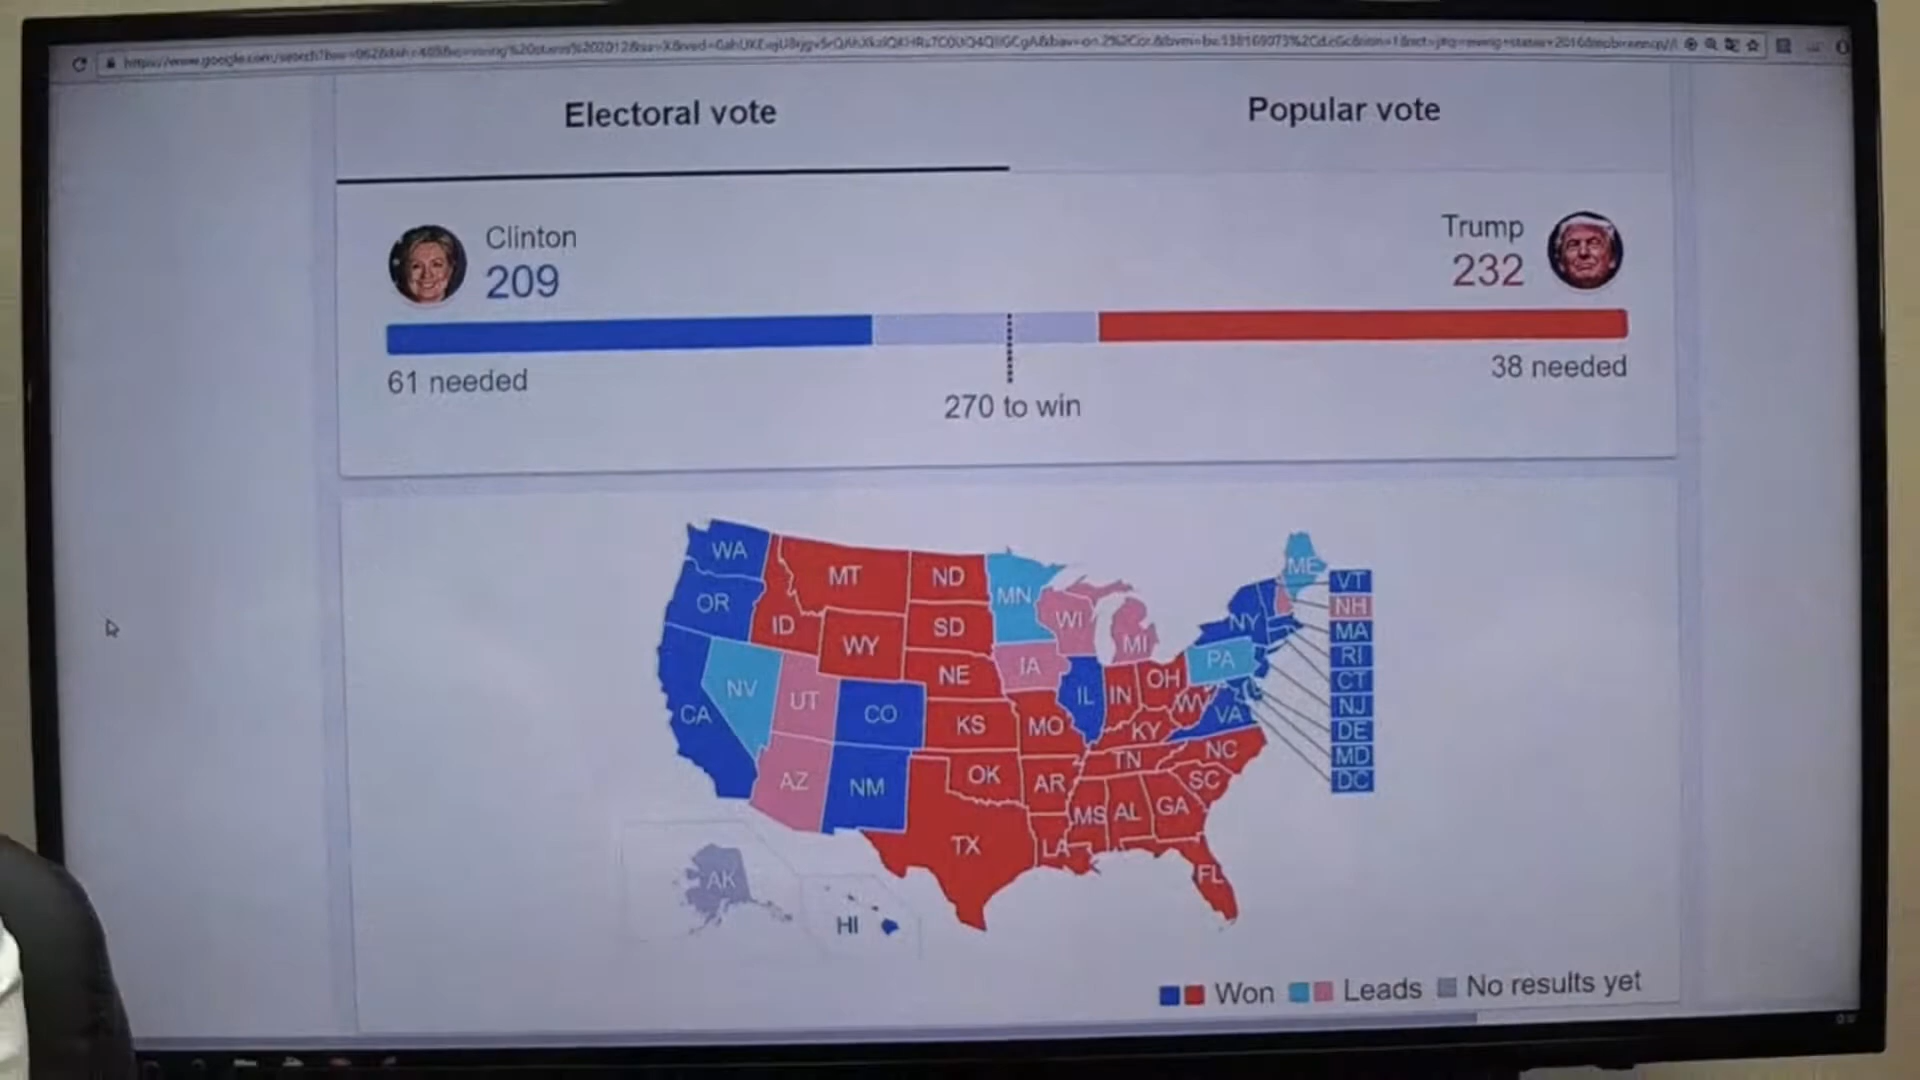 Electoral vote
Popular vote
Clinton
209
Trump
232
61 needed
38 needed
270 to win
WA
MT
ND
MN
ME
VT
OR
ID
SD
WI
NH
WY
NY
MA
MI
NE
IA
PA
RI
NV
UT
CO
IL
IN
OH
CT
CA
KS
MO
WV
VA
NJ
KY
DE
AZ
NM
OK
AR
TN
NC
MD
SC
DC
MS
AL
GA
TX
LA
FL
AK
HI
Won
Leads
No results yet